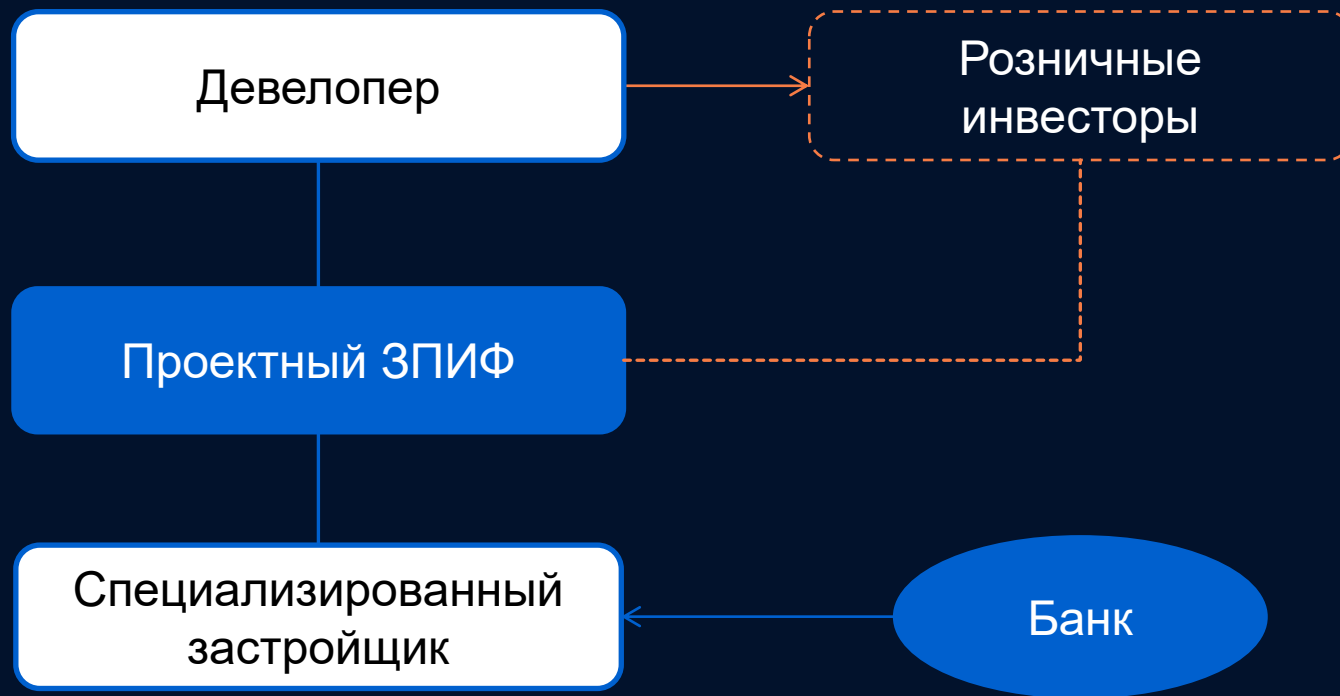 Девелопер
Розничные
инвесторы
Проектный ЗПИФ
Специализированный
застройщик
Банк